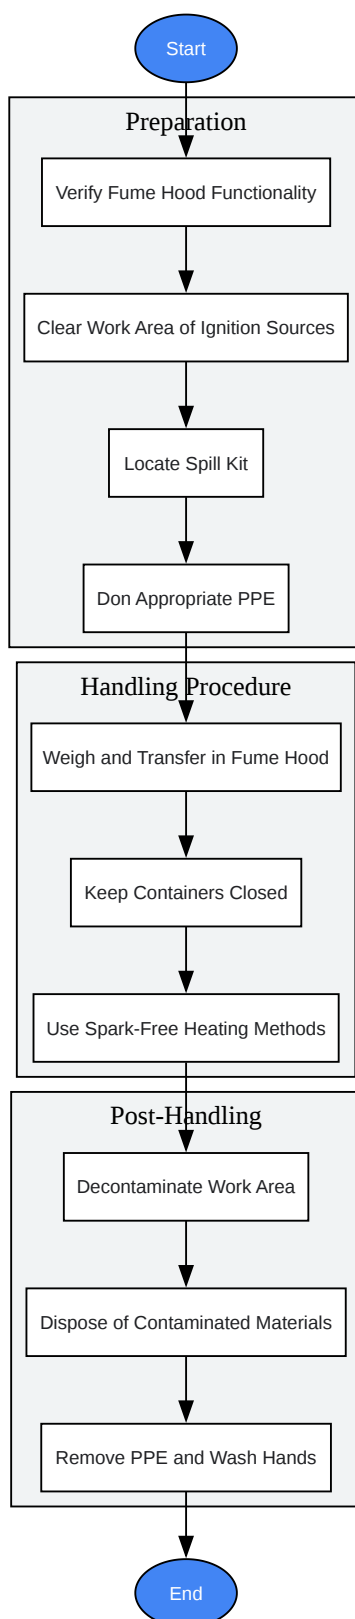 Start
Preparation
Verify Fume Hood Functionality
Clear Work Area of Ignition Sources
Locate Spill Kit
Don Appropriate PPE
Handling Procedure
Weigh and Transfer in Fume Hood
Keep Containers Closed
Use Spark-Free Heating Methods
Post-Handling
Decontaminate Work Area
Dispose of Contaminated Materials
Remove PPE and Wash Hands
End